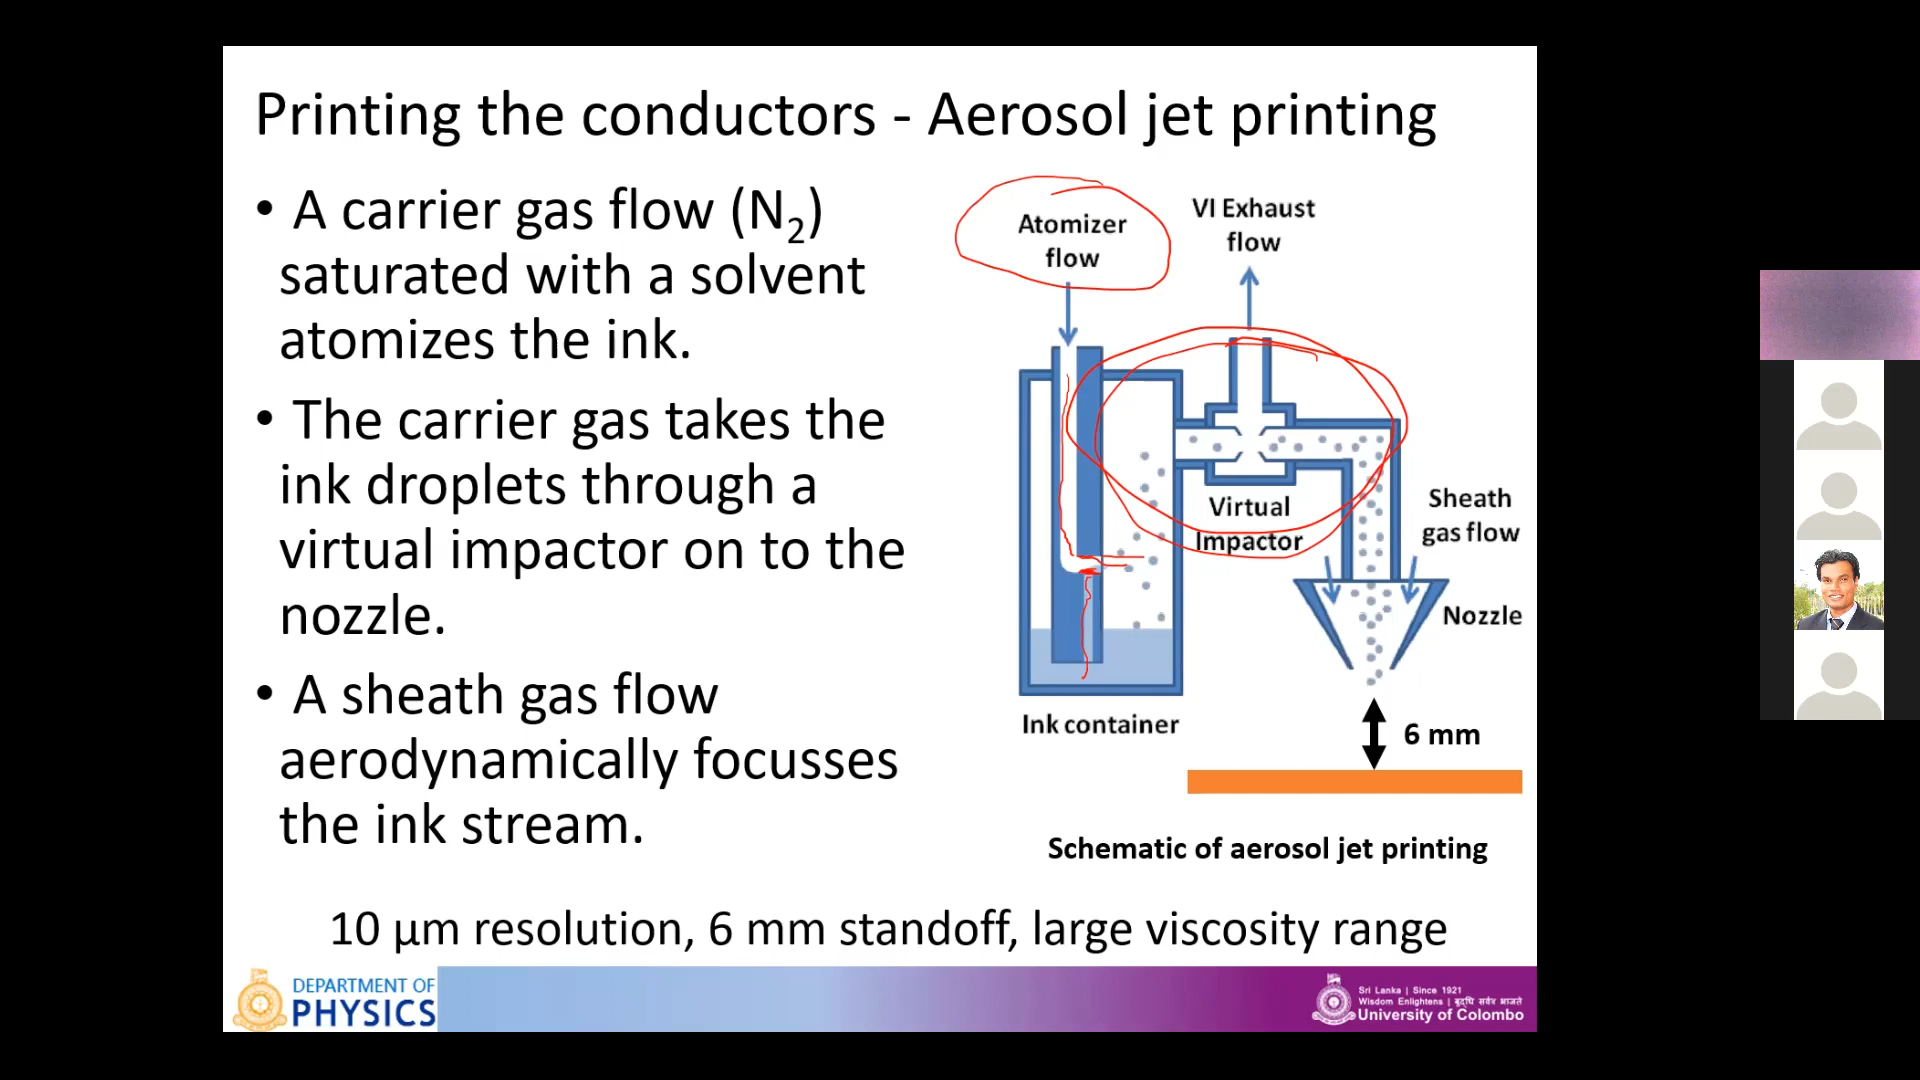 Printing the conductors - Aerosol jet printing
• A carrier gas flow (N₂)
saturated with a solvent
atomizes the ink.
• The carrier gas takes the
ink droplets through a
virtual impactor on to the
nozzle.
• A sheath gas flow
aerodynamically focusses
the ink stream.
Atomizer
flow
VI Exhaust
flow
Virtual
Impactor
Sheath
gas flow
Nozzle
Ink container
6 mm
Schematic of aerosol jet printing
10 µm resolution, 6 mm standoff, large viscosity range
DEPARTMENT OF
PHYSICS
Sri Lanka | Since 1921
Wisdom Enlightens | बुद्धि सर्वत्र भ्राजते
University of Colombo